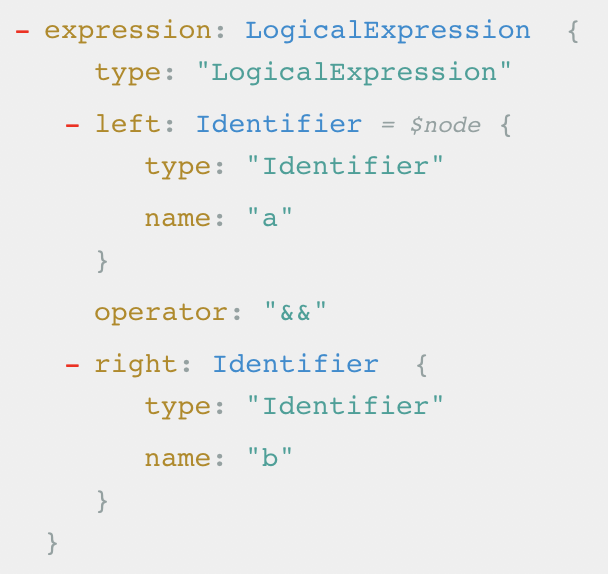 - expression: LogicalExpression {
type: "LogicalExpression"
- left: Identifier = $node {
type: "Identifier"
name: "a"
}
operator: "&&"
- right: Identifier {
type: "Identifier"
name: "b"
}
}